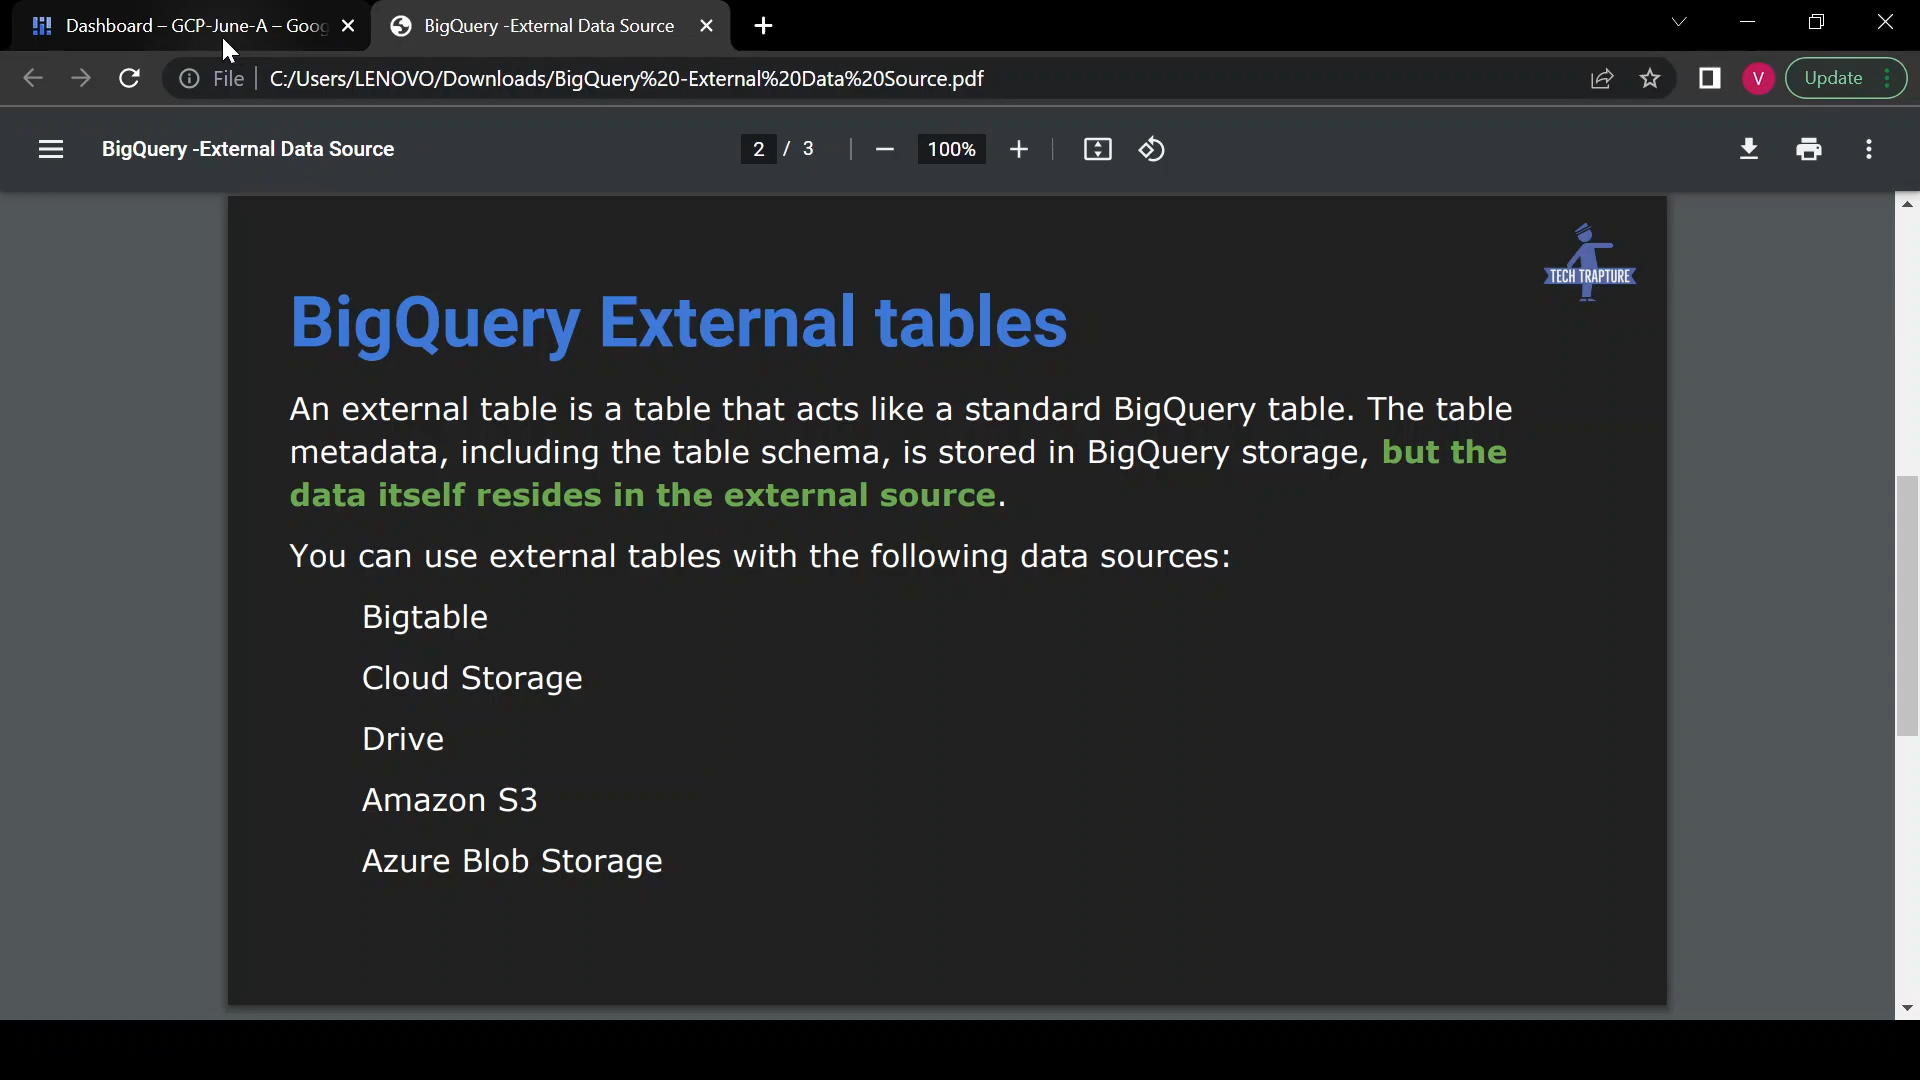 Dashboard – GCP-June-A – Goog
BigQuery -External Data Source
File
C:/Users/LENOVO/Downloads/BigQuery%20-External%20Data%20Source.pdf
V
Update
BigQuery -External Data Source
2 / 3
100%
TECH TRAPTURE
BigQuery External tables
An external table is a table that acts like a standard BigQuery table. The table
metadata, including the table schema, is stored in BigQuery storage, but the
data itself resides in the external source.
You can use external tables with the following data sources:
Bigtable
Cloud Storage
Drive
Amazon S3
Azure Blob Storage